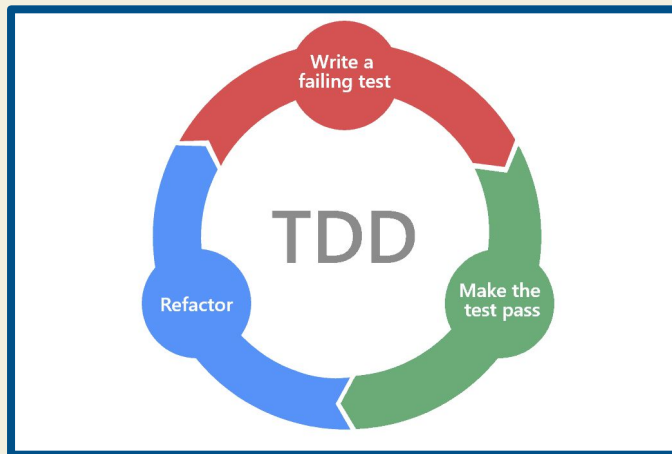 Write a
failing test
TDD
Refactor
Make the
test pass